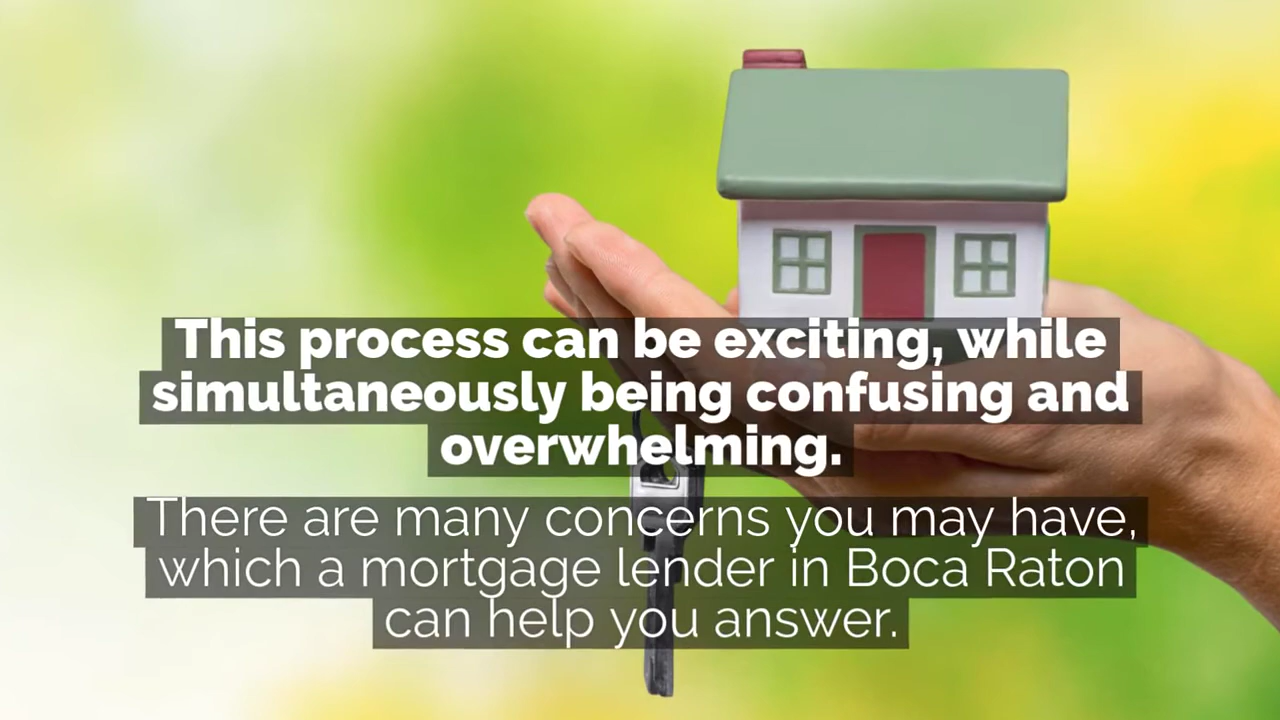 This process can be exciting, while
simultaneously being confusing and
overwhelming.
There are many concerns you may have,
which a mortgage lender in Boca Raton
can help you answer.